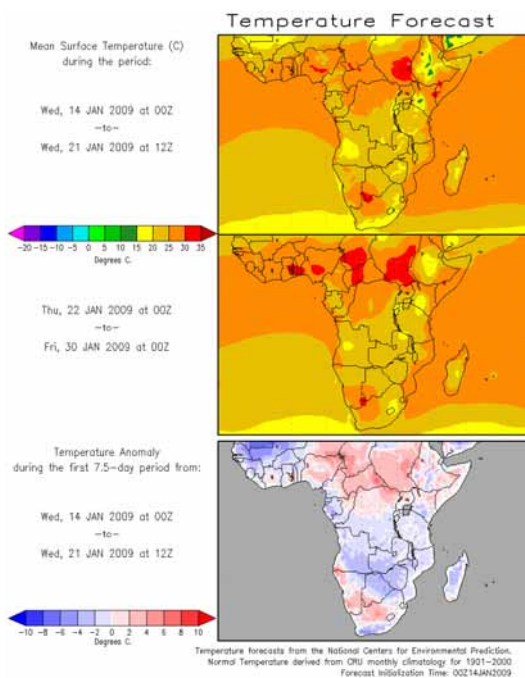 Temperature Forecast
Mean Surface Temperature (C)
during the period:
Wed, 14 JAN 2009 at 00Z
—to—
Wed, 21 JAN 2009 at 12Z
-20 -15 -10 -5 0 5 10 15 20 25 30 35
Degrees C.
Thu, 22 JAN 2009 at 00Z
—to—
Fri, 30 JAN 2009 at 00Z
Temperature Anomaly
during the first 7.5-day period from:
Wed, 14 JAN 2009 at 00Z
—to—
Wed, 21 JAN 2009 at 12Z
-10 -8 -6 -4 -2 0 2 4 6 8 10
Degrees C.
Temperature forecasts from the National Centers for Environmental Prediction.
Normal Temperature derived from CRU monthly climatology for 1901-2000
Forecast Initialization Time: 00Z14JAN2009